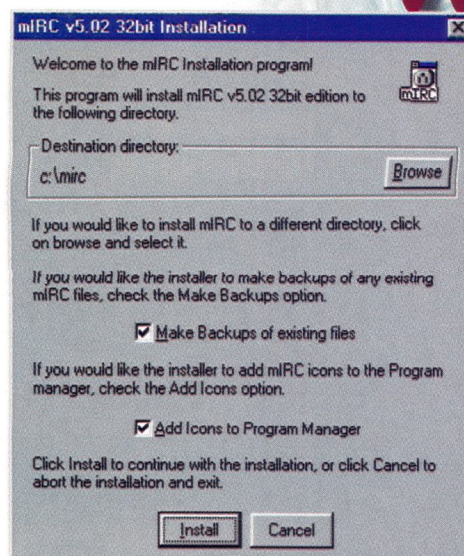 mIRC v5.02 32bit Installation
Welcome to the mIRC Installation program!
mIRC
This program will install mIRC v5.02 32bit edition to
the following directory.
Destination directory:
c:\mirc
Browse
If you would like to install mIRC to a different directory, click
on browse and select it.
If you would like the installer to make backups of any existing
mIRC files, check the Make Backups option.
Make Backups of existing files
If you would like the installer to add mIRC icons to the Program
manager, check the Add Icons option.
Add Icons to Program Manager
Click Install to continue with the installation, or click Cancel to
abort the installation and exit.
Install
Cancel